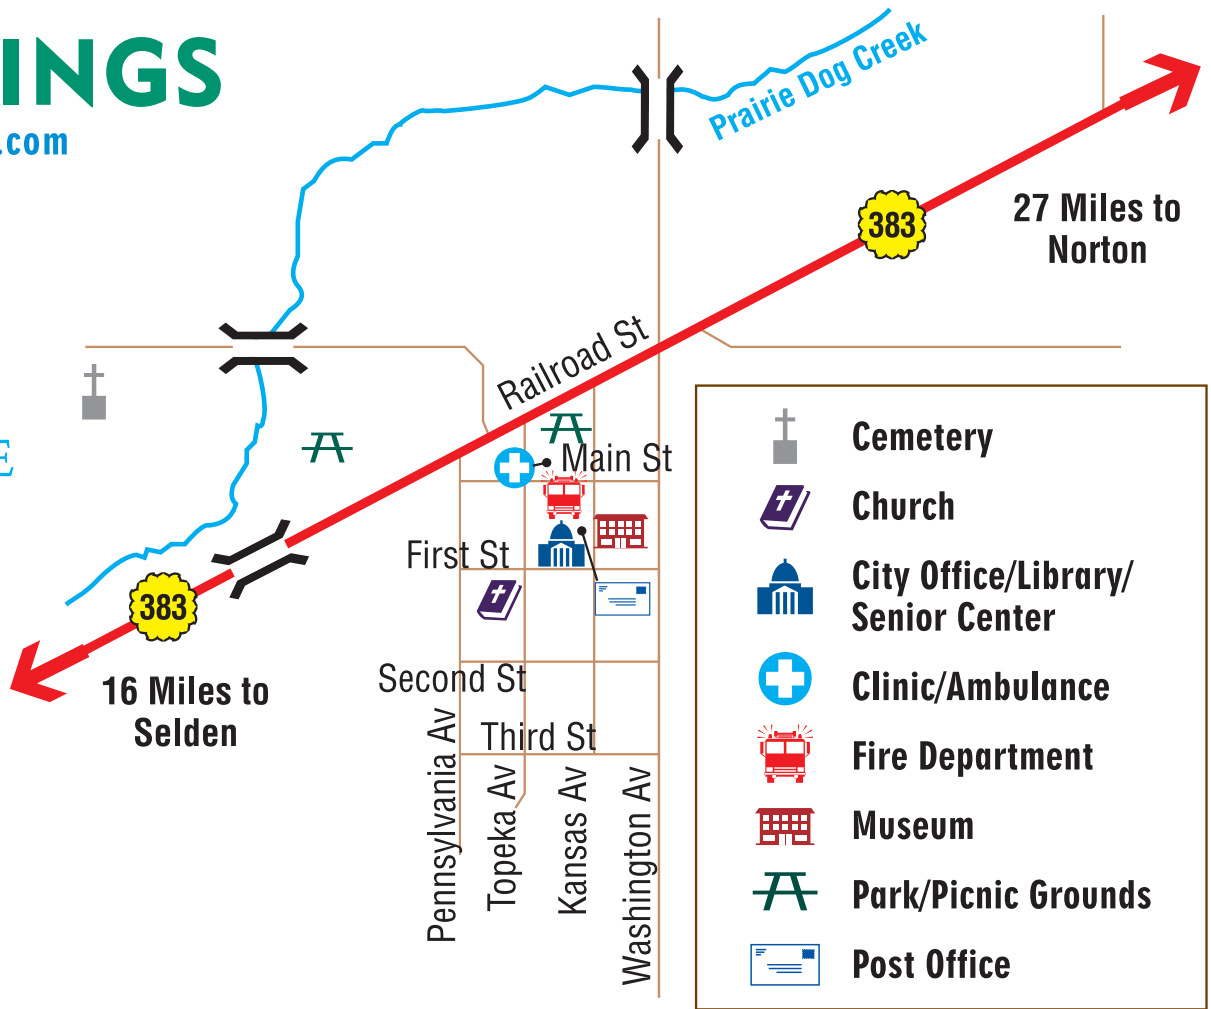 INGS
.com
E
Prairie Dog Creek
383
27 Miles to
Norton
Railroad St
Main St
First St
383
16 Miles to
Selden
Second St
Third St
Pennsylvania Av
Topeka Av
Kansas Av
Washington Av
Cemetery
Church
City Office/Library/
Senior Center
Clinic/Ambulance
Fire Department
Museum
Park/Picnic Grounds
Post Office